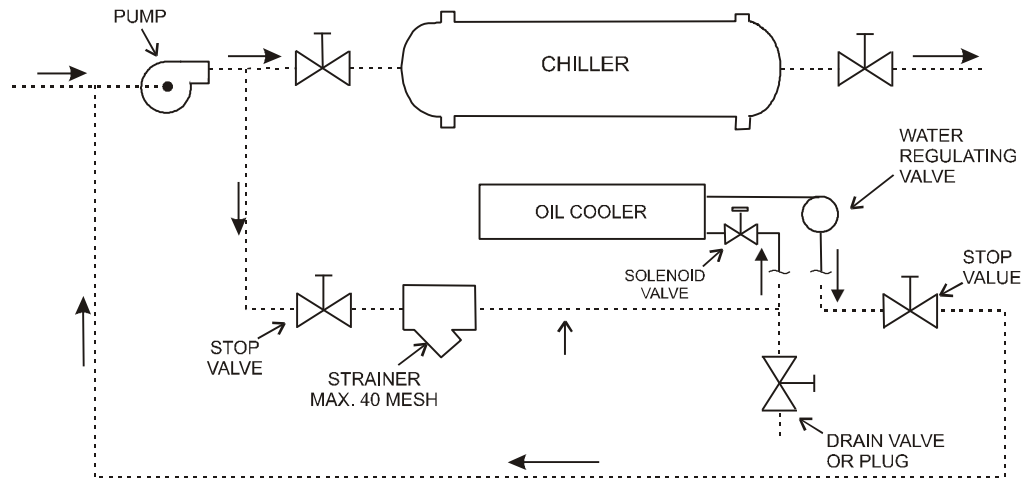 PUMP
CHILLER
WATER
REGULATING
VALVE
OIL COOLER
SOLENOID
VALVE
STOP
VALUE
STOP
VALVE
STRAINER
MAX. 40 MESH
DRAIN VALVE
OR PLUG